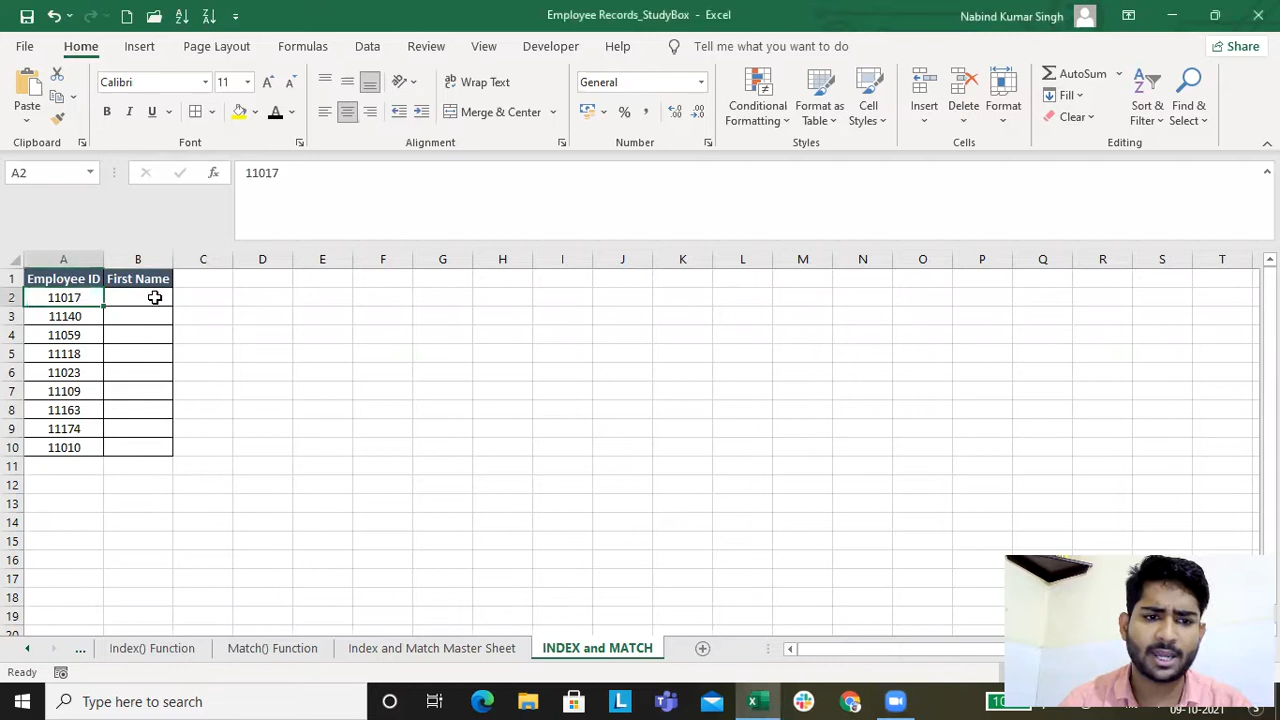 Employee Records_StudyBox - Excel
Nabind Kumar Singh
File Home Insert Page Layout Formulas Data Review View Developer Help Tell me what you want to do Share
Calibri 11 Wrap Text General AutoSum
Fill
Paste B I U A Merge & Center % Conditional Formatting Format as Table Cell Styles Insert Delete Format Clear Sort & Filter Find & Select
Clipboard Font Alignment Number Styles Cells Editing
A2 fx 11017
A B C D E F G H I J K L M N O P Q R S T
1 Employee ID First Name
2 11017
3 11140
4 11059
5 11118
6 11023
7 11109
8 11163
9 11174
10 11010
11
12
13
14
15
16
17
18
19
... Index() Function Match() Function Index and Match Master Sheet INDEX and MATCH
Ready
Type here to search
09-10-2021